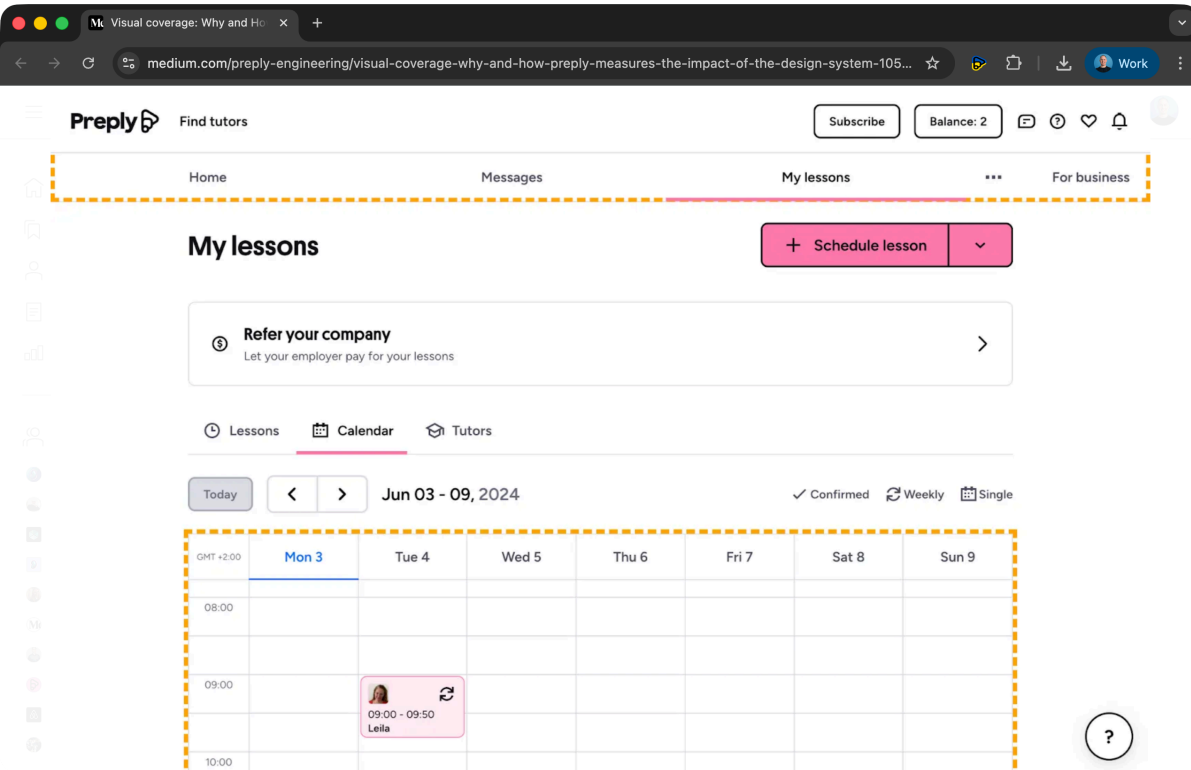 Visual coverage: Why and Ho
medium.com/preply-engineering/visual-coverage-why-and-how-preply-measures-the-impact-of-the-design-system-105...
Work
Preply
Find tutors
Subscribe
Balance: 2
Home
Messages
My lessons
For business
My lessons
Schedule lesson
Refer your company
Let your employer pay for your lessons
Lessons
Calendar
Tutors
Today
Jun 03 - 09, 2024
Confirmed
Weekly
Single
GMT +2:00
Mon 3
Tue 4
Wed 5
Thu 6
Fri 7
Sat 8
Sun 9
08:00
09:00
09:00 - 09:50
Leila
10:00
?